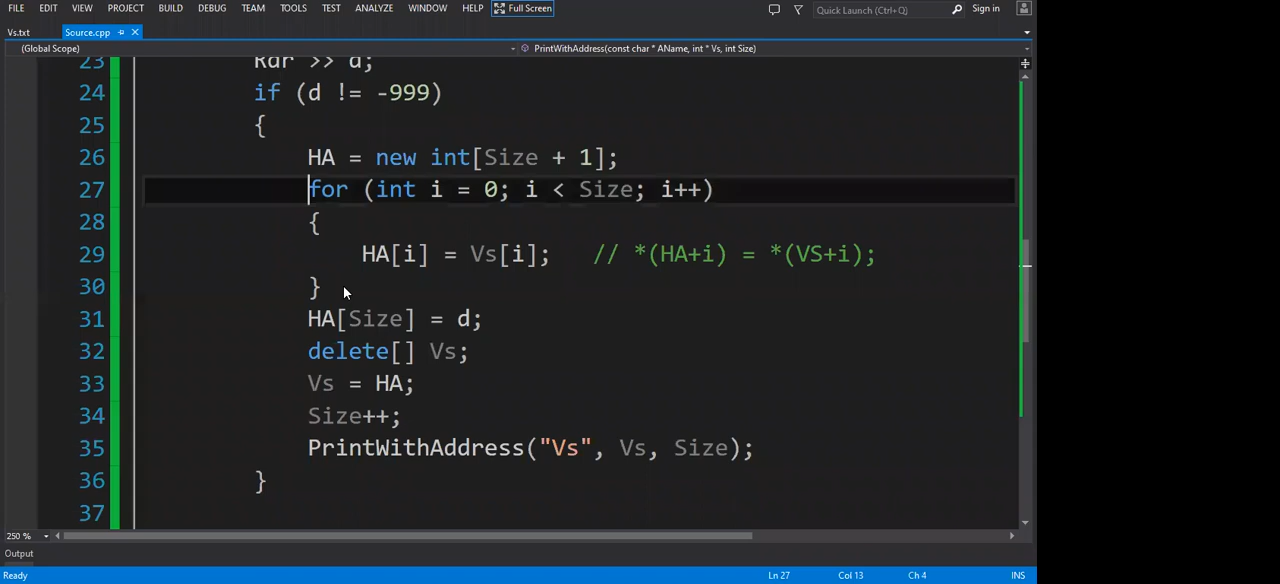 FILE EDIT VIEW PROJECT BUILD DEBUG TEAM TOOLS TEST ANALYZE WINDOW HELP Full Screen Quick Launch (Ctrl+Q) Sign in
Vs.txt Source.cpp
(Global Scope) PrintWithAddress(const char * AName, int * Vs, int Size)
23 Rdr >> d;
24 if (d != -999)
25 {
26 HA = new int[Size + 1];
27 for (int i = 0; i < Size; i++)
28 {
29 HA[i] = Vs[i]; // *(HA+i) = *(VS+i);
30 }
31 HA[Size] = d;
32 delete[] Vs;
33 Vs = HA;
34 Size++;
35 PrintWithAddress("Vs", Vs, Size);
36 }
37
250 %
Output
Ready Ln 27 Col 13 Ch 4 INS